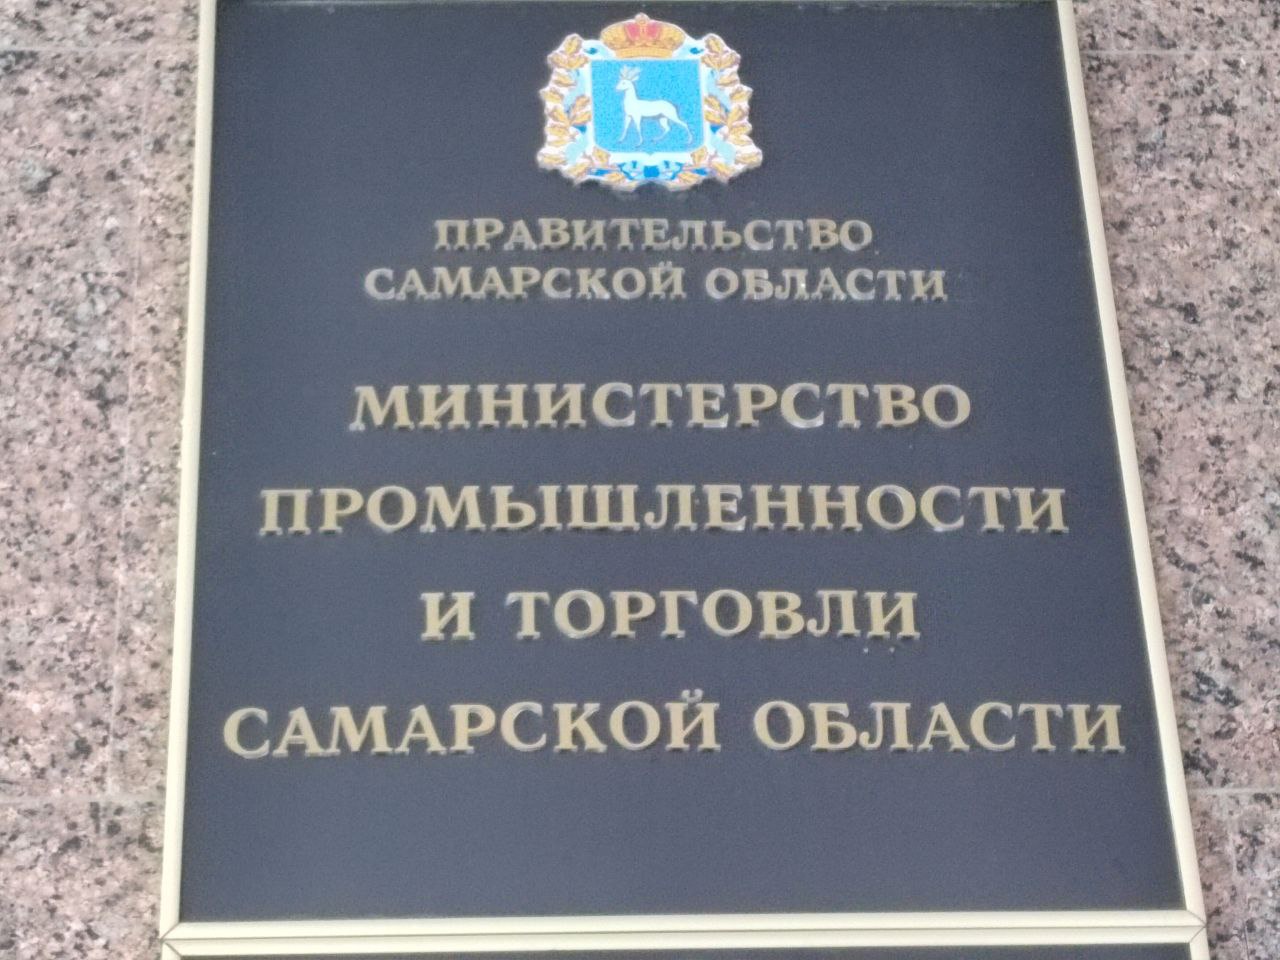 ПРАВИТЕЛЬСТВО
САМАРСКОЙ ОБЛАСТИ
МИНИСТЕРСТВО
ПРОМЫШЛЕННОСТИ
И ТОРГОВЛИ
САМАРСКОЙ ОБЛАСТИ